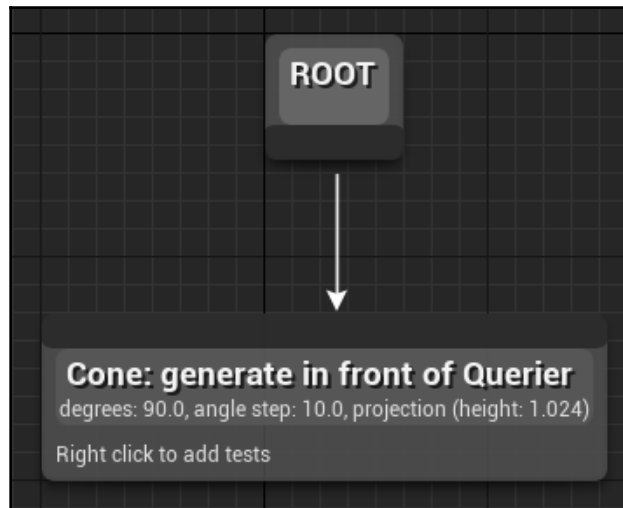 ROOT
Cone: generate in front of Querier
degrees: 90.0, angle step: 10.0, projection (height: 1.024)
Right click to add tests